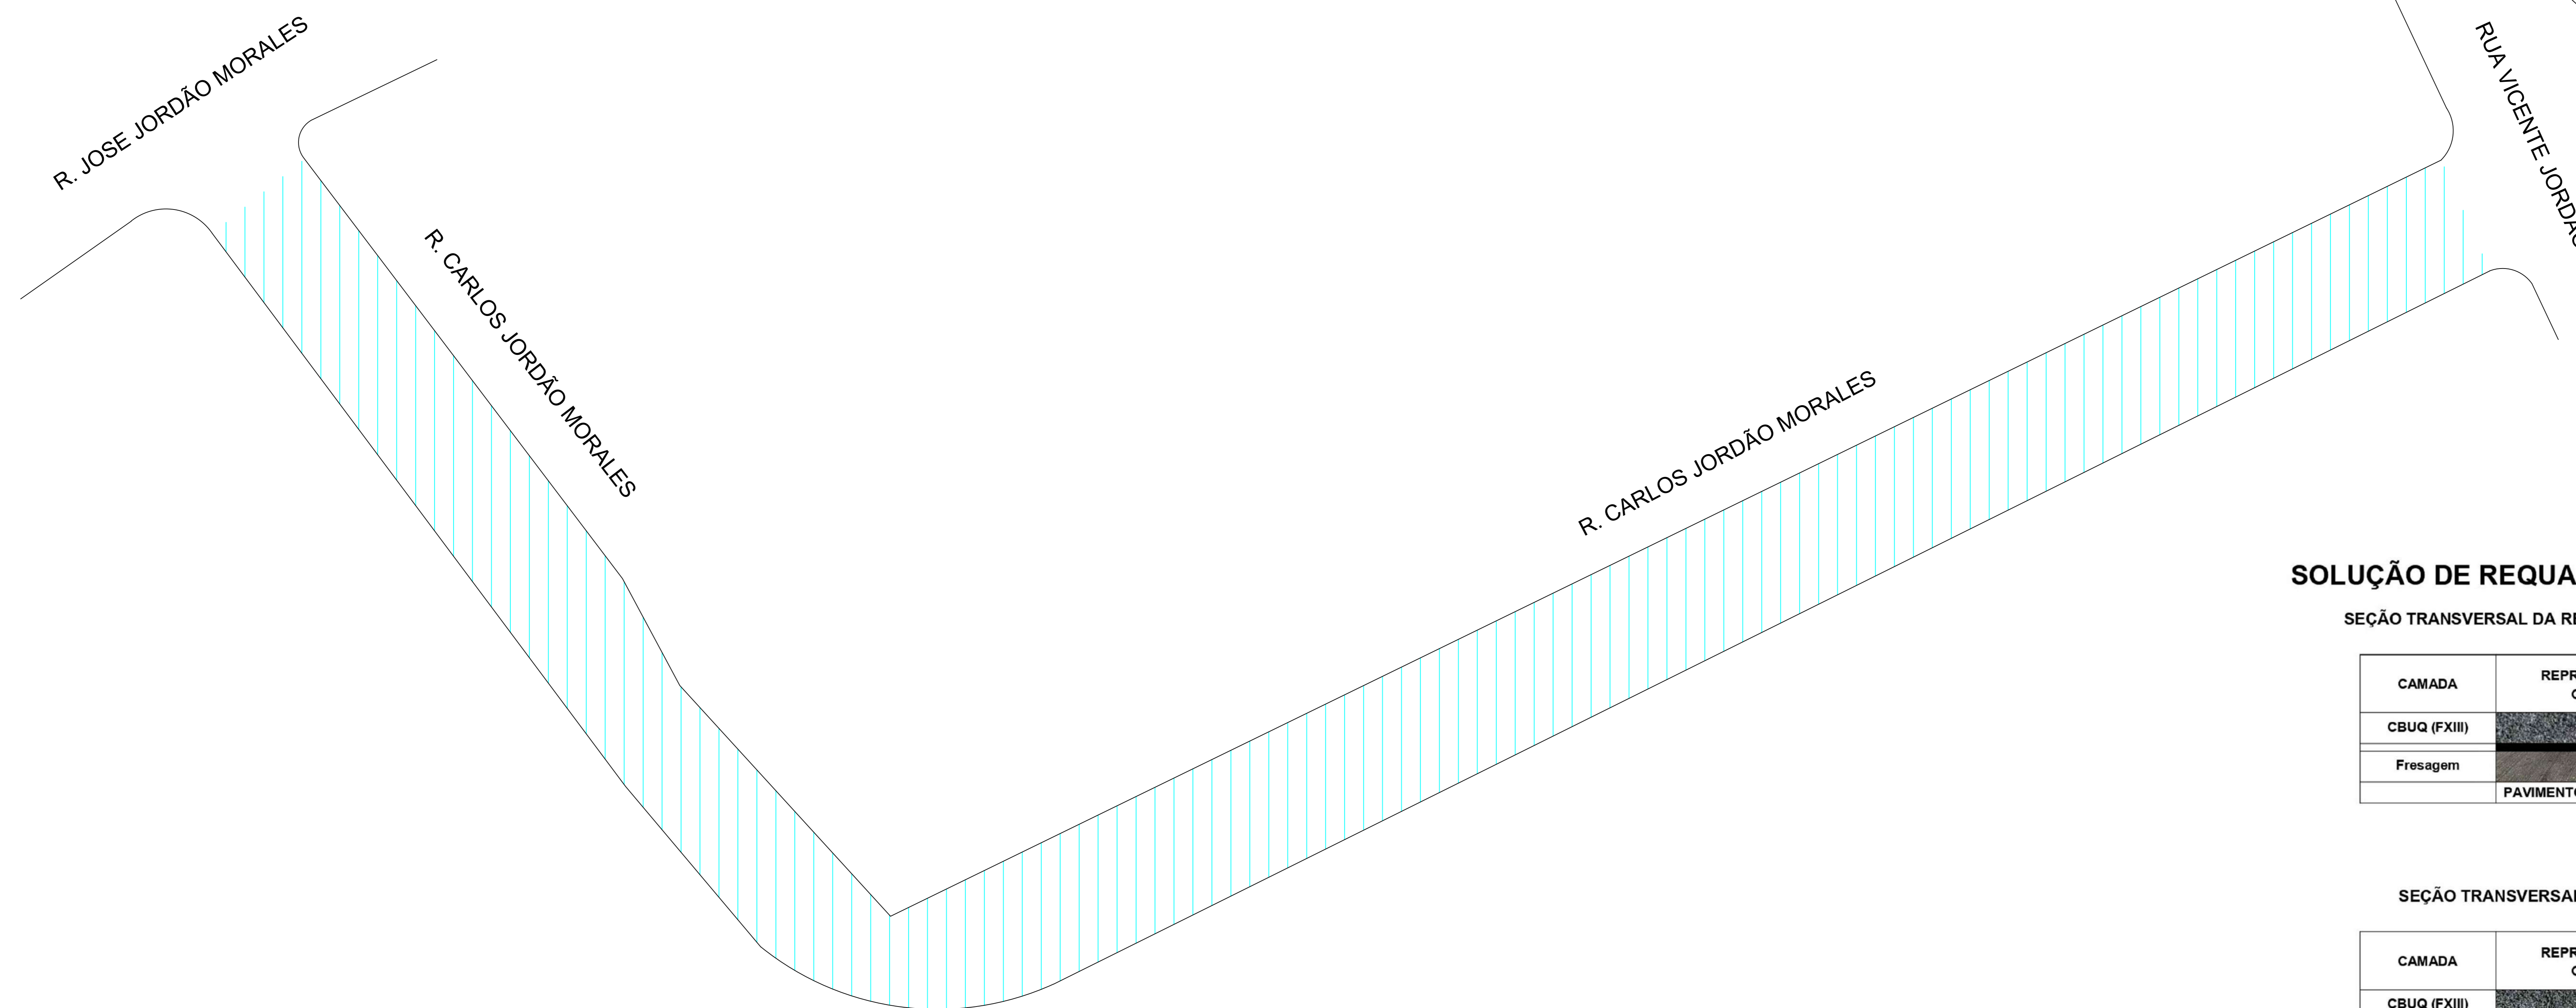 R. JOSE JORDÃO MORALES
RUA VICENTE JORDÃO
R. CARLOS JORDÃO MORALES
R. CARLOS JORDÃO MORALES
SOLUÇÃO DE REQUA
SEÇÃO TRANSVERSAL DA RE
CAMADA
REPR
CBUQ (FXIII)
Fresagem
PAVIMENTO
SEÇÃO TRANSVERSAL
CAMADA
REPR
CBUQ (FXIII)